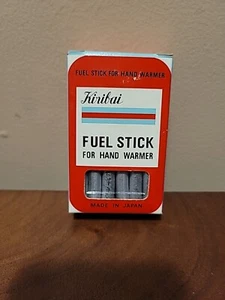 FUEL STICK FOR HAND WARMER
Kiribai
FUEL STICK
FOR HAND WARMER
MADE IN JAPAN